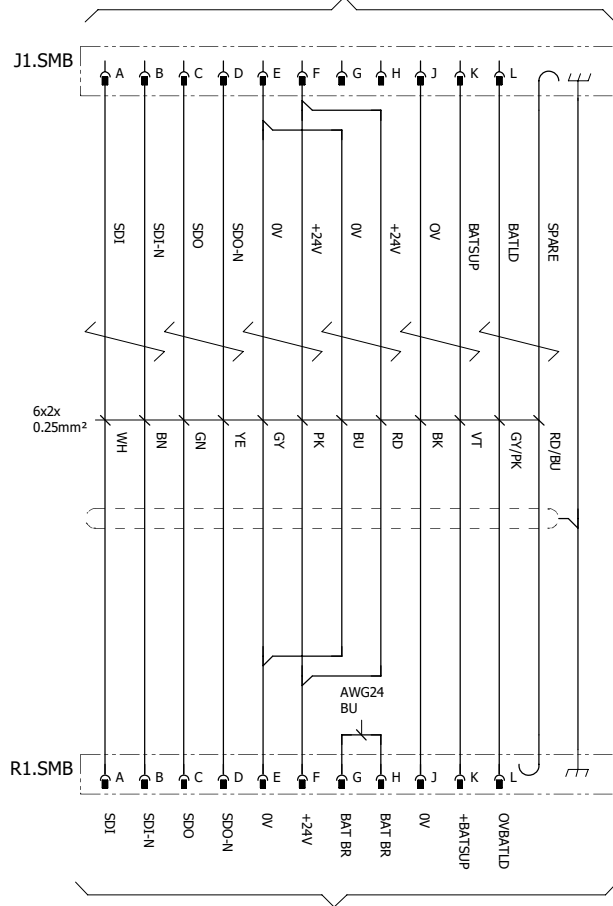 J1.SMB
A B C D E F G H J K L
SDI
SDI-N
SDO
SDO-N
0V
+24V
0V
+24V
OV
BATSUP
BATLD
SPARE
6x2x
0.25mm²
WH
BN
GN
YE
GY
PK
BU
RD
BK
VT
GY/PK
RD/BU
AWG24
BU
R1.SMB
A B C D E F G H J K L
SDI
SDI-N
SDO
SDO-N
0V
+24V
BAT BR
BAT BR
0V
+BATSUP
OVBATLD